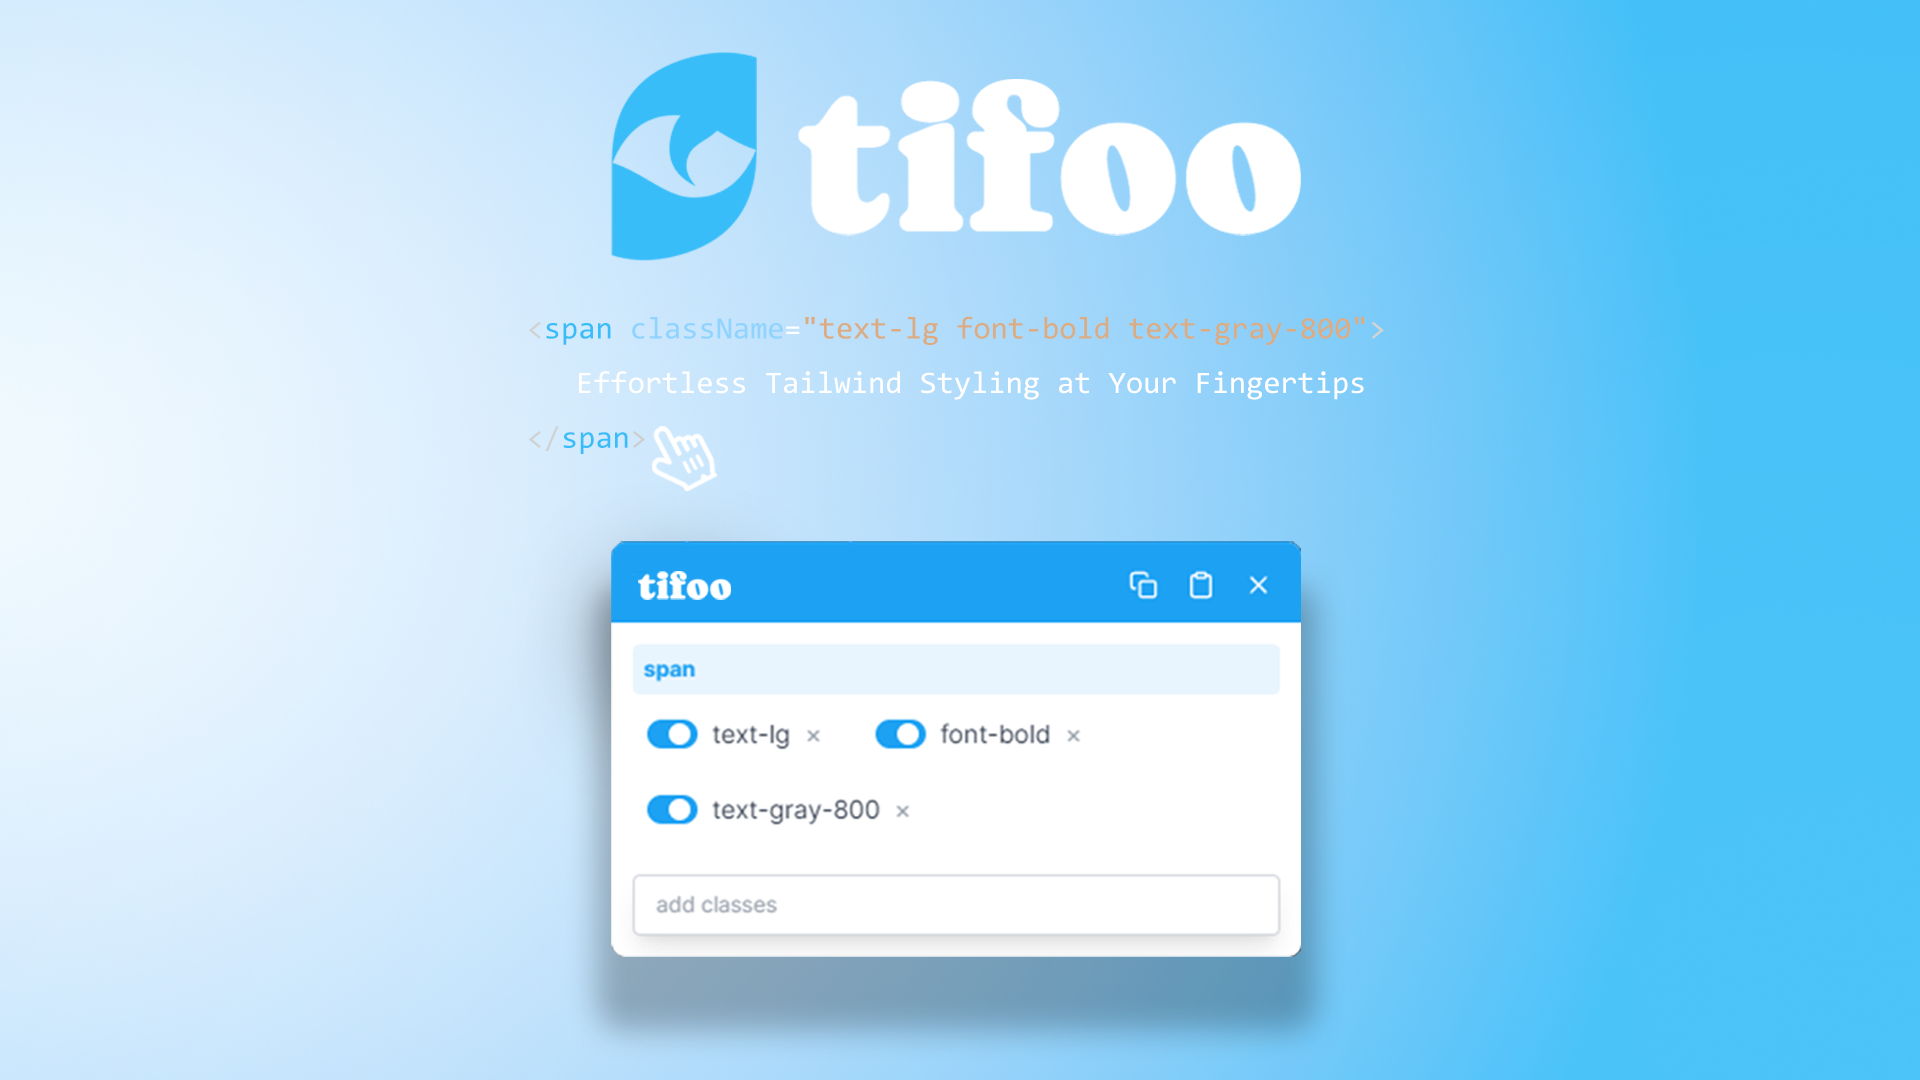 tifoo
<span className="text-lg font-bold text-gray-800">
Effortless Tailwind Styling at Your Fingertips
</span>
tifoo
span
text-lg × font-bold ×
text-gray-800 ×
add classes